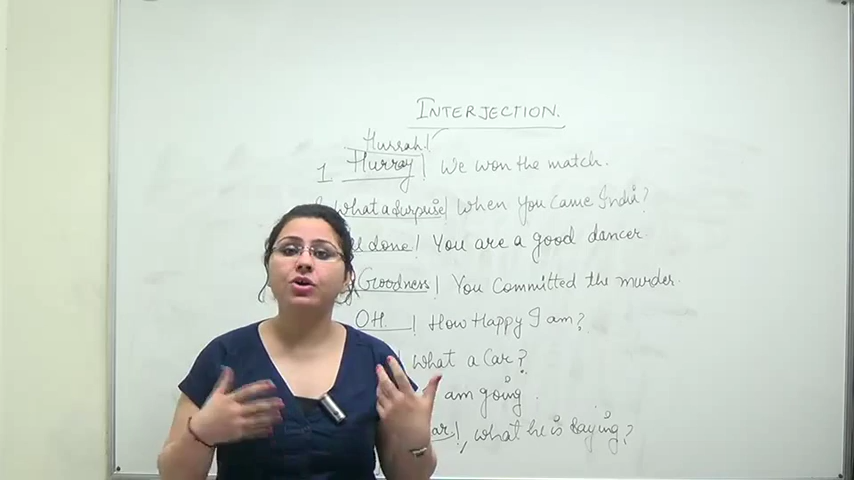 INTERJECTION.
Hurrah!
1 Hurray! We won the match.
What a Surprise! When you came India?
done! You are a good dancer.
Goodness! You committed the murder.
OH! How Happy I am?
! what a Car?
am going.
!, what he is saying?